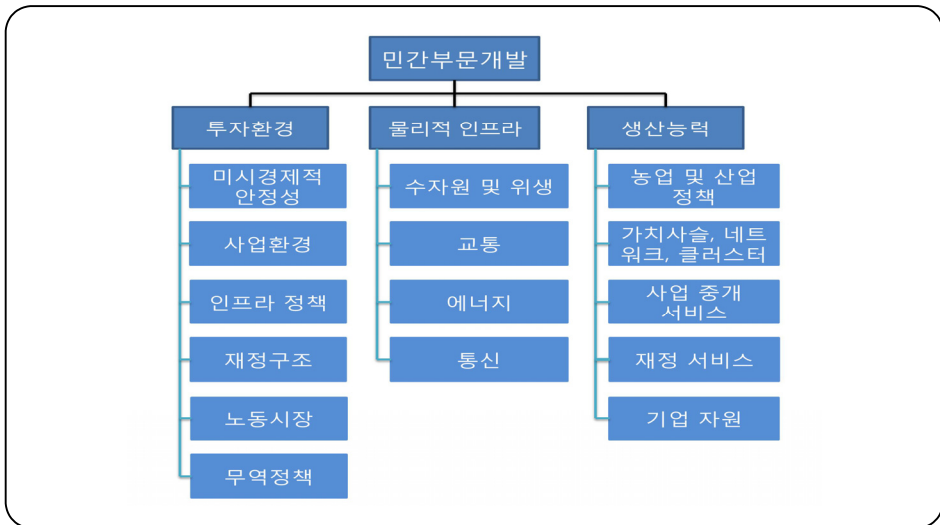 민간부문개발
투자환경
미시경제적
안정성
사업환경
인프라 정책
재정구조
노동시장
무역정책
물리적 인프라
수자원 및 위생
교통
에너지
통신
생산능력
농업 및 산업
정책
가치사슬, 네트
워크, 클러스터
사업 중개
서비스
재정 서비스
기업 자원